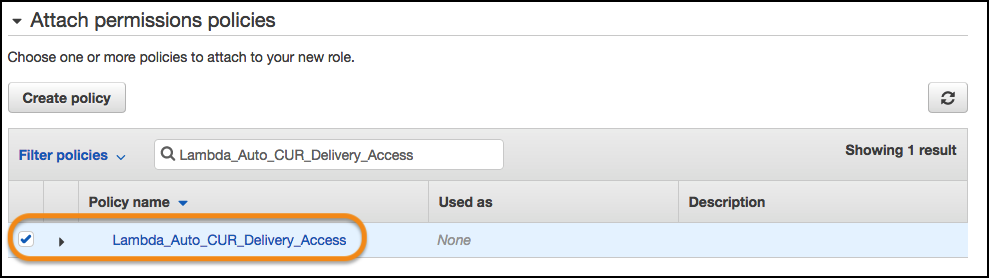 Attach permissions policies
Choose one or more policies to attach to your new role.
Create policy
Filter policies Lambda_Auto_CUR_Delivery_Access Showing 1 result
Policy name Used as Description
Lambda_Auto_CUR_Delivery_Access None